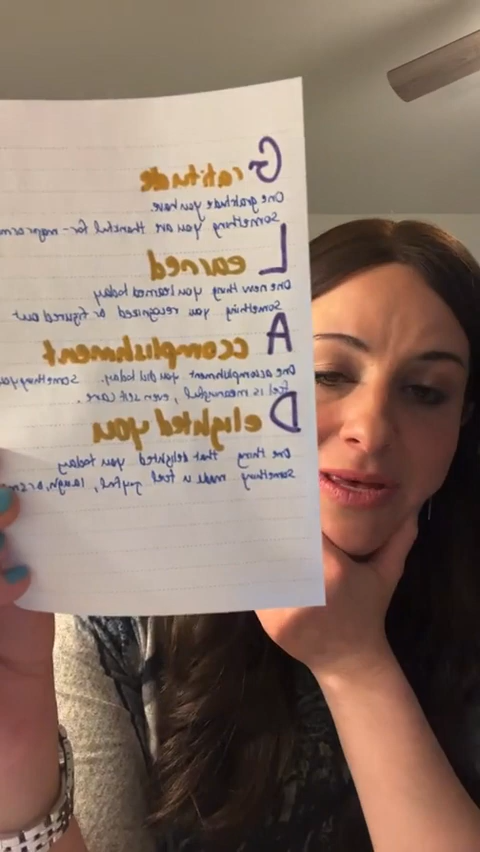 Gratitude
One gratitude you have.
Something you are thankful for - major or
Learned
One new thing you learned today
Something you recognized or figured out
Accomplishment
One acomplishment you did today. Something you
feel is meaningful, even self care.
Delighted you
One thing that delighted you today
Something made u feel joyful, laugh, or